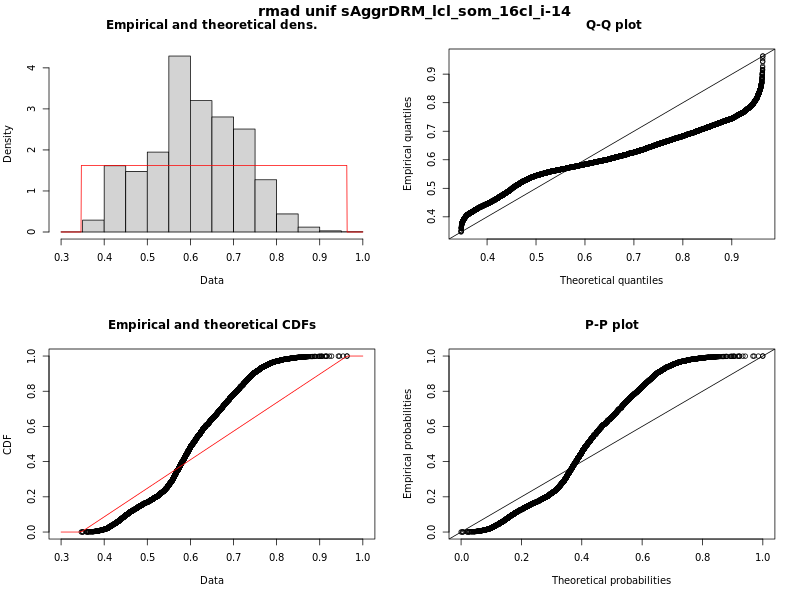 rmad unif sAggrDRM_lcl_som_16cl_i-14
Empirical and theoretical dens.
Density
0 1 2 3 4
0.3 0.4 0.5 0.6 0.7 0.8 0.9 1.0
Data
Q-Q plot
Empirical quantiles
0.4 0.5 0.6 0.7 0.8 0.9
0.4 0.5 0.6 0.7 0.8 0.9
Theoretical quantiles
Empirical and theoretical CDFs
CDF
0.0 0.2 0.4 0.6 0.8 1.0
0.3 0.4 0.5 0.6 0.7 0.8 0.9 1.0
Data
P-P plot
Empirical probabilities
0.0 0.2 0.4 0.6 0.8 1.0
0.0 0.2 0.4 0.6 0.8 1.0
Theoretical probabilities